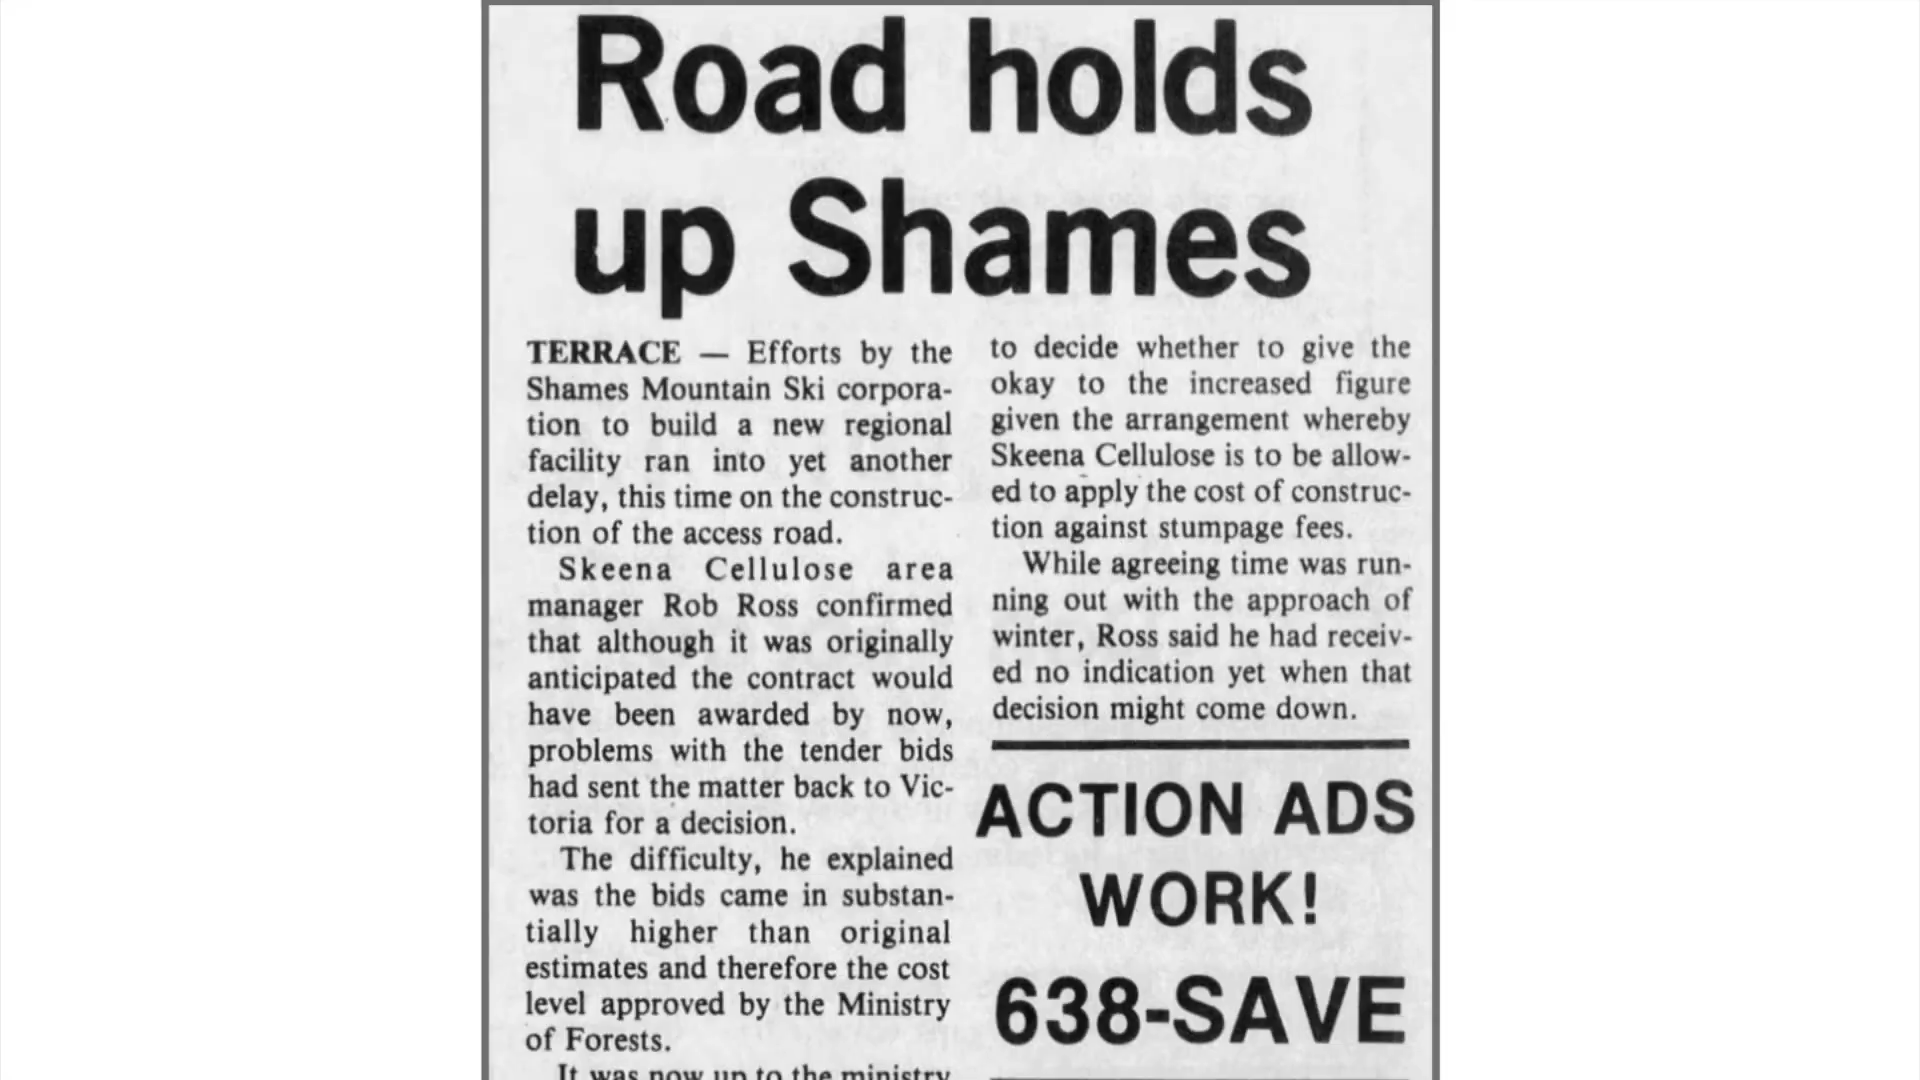 Road holds
up Shames
TERRACE — Efforts by the
Shames Mountain Ski corpora-
tion to build a new regional
facility ran into yet another
delay, this time on the construc-
tion of the access road.
Skeena Cellulose area
manager Rob Ross confirmed
that although it was originally
anticipated the contract would
have been awarded by now,
problems with the tender bids
had sent the matter back to Vic-
toria for a decision.
The difficulty, he explained
was the bids came in substan-
tially higher than original
estimates and therefore the cost
level approved by the Ministry
of Forests.
It was now up to the ministry
to decide whether to give the
okay to the increased figure
given the arrangement whereby
Skeena Cellulose is to be allow-
ed to apply the cost of construc-
tion against stumpage fees.
While agreeing time was run-
ning out with the approach of
winter, Ross said he had receiv-
ed no indication yet when that
decision might come down.
ACTION ADS
WORK!
638-SAVE